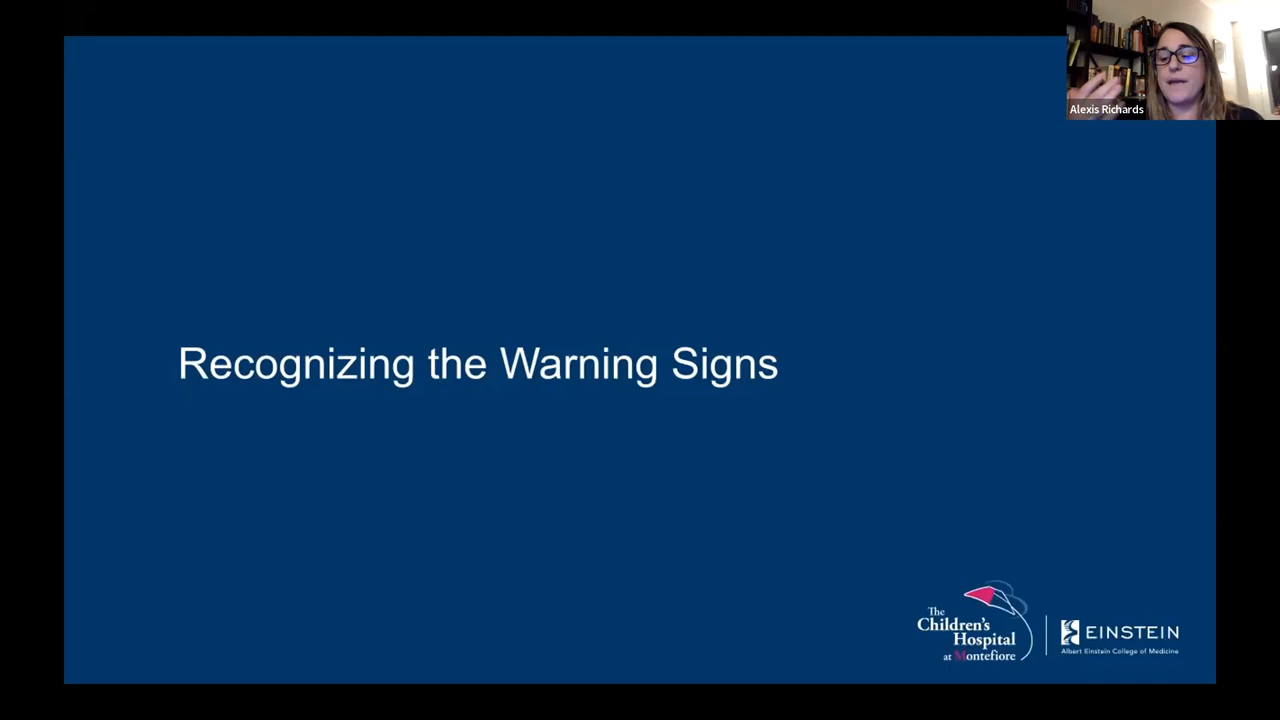 Alexis Richards
Recognizing the Warning Signs
The
Children's
Hospital
at Montefiore
EINSTEIN
Albert Einstein College of Medicine